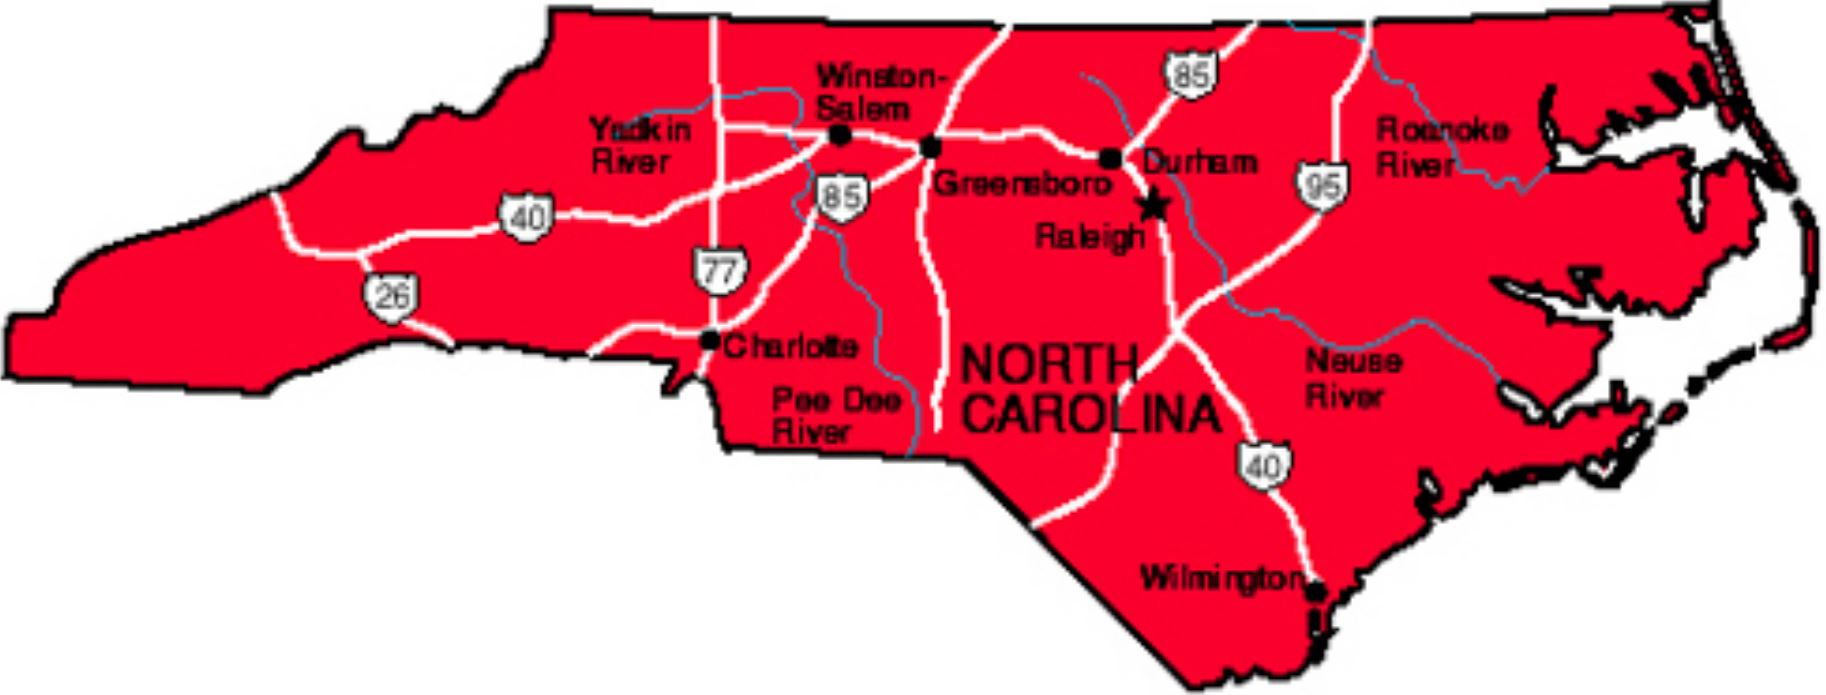 Winston-
Salem
85
Yadkin
River
Roanoke
River
Durham
Greensboro
40
85
95
Raleigh
77
26
Charlotte
NORTH
CAROLINA
Neuse
River
Pee Dee
River
40
Wilmington